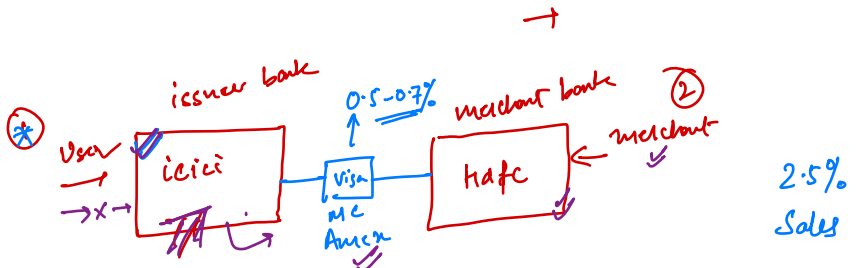 issuer bank
0.5-0.7%
merchant bank
2
User
merchant
icici
Visa
Hdfc
2.5%
x
MC
Sales
Amex